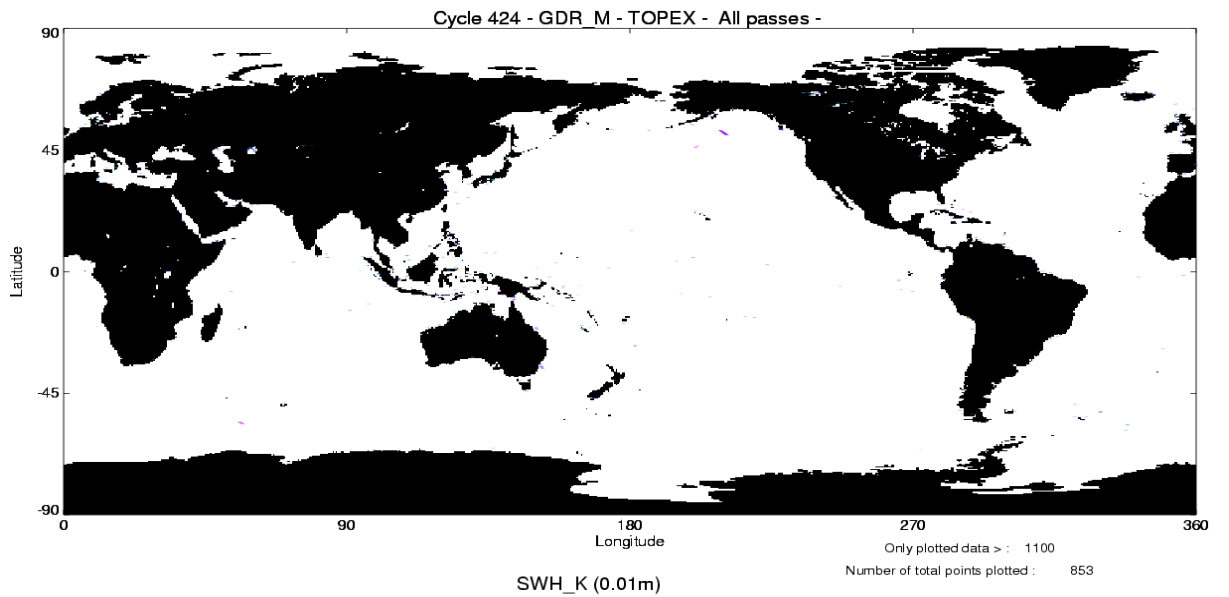 Cycle 424 - GDR_M - TOPEX - All passes -
90
45
0
-45
-90
Latitude
0 90 180 270 360
Longitude
Only plotted data > : 1100
Number of total points plotted : 853
SWH_K (0.01m)